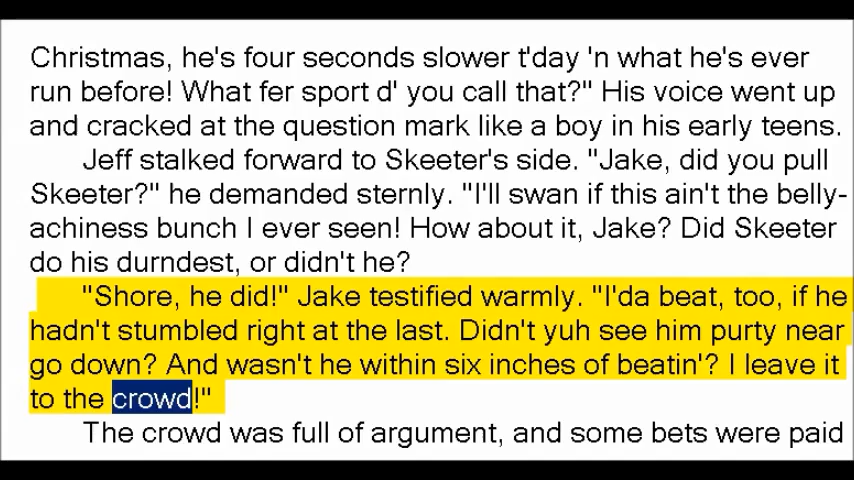 Christmas, he's four seconds slower t'day 'n what he's ever
run before! What fer sport d' you call that?" His voice went up
and cracked at the question mark like a boy in his early teens.
Jeff stalked forward to Skeeter's side. "Jake, did you pull
Skeeter?" he demanded sternly. "I'll swan if this ain't the belly-
achiness bunch I ever seen! How about it, Jake? Did Skeeter
do his durndest, or didn't he?
"Shore, he did!" Jake testified warmly. "I'da beat, too, if he
hadn't stumbled right at the last. Didn't yuh see him purty near
go down? And wasn't he within six inches of beatin'? I leave it
to the crowd!"
The crowd was full of argument, and some bets were paid